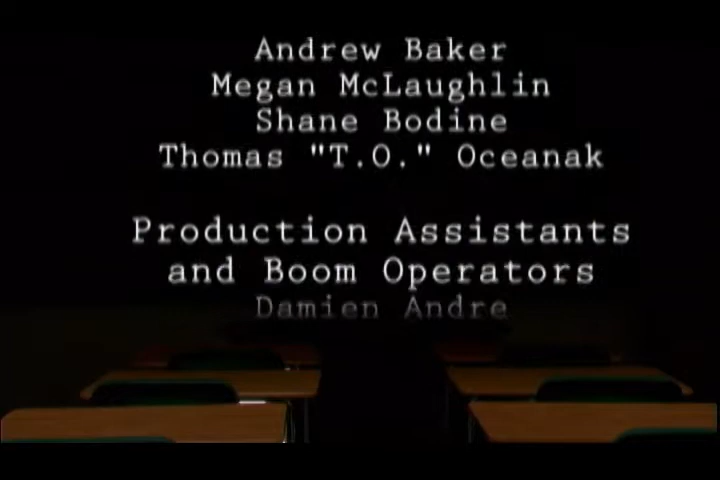 Andrew Baker
Megan McLaughlin
Shane Bodine
Thomas "T.O." Oceanak
Production Assistants
and Boom Operators
Damien Andre